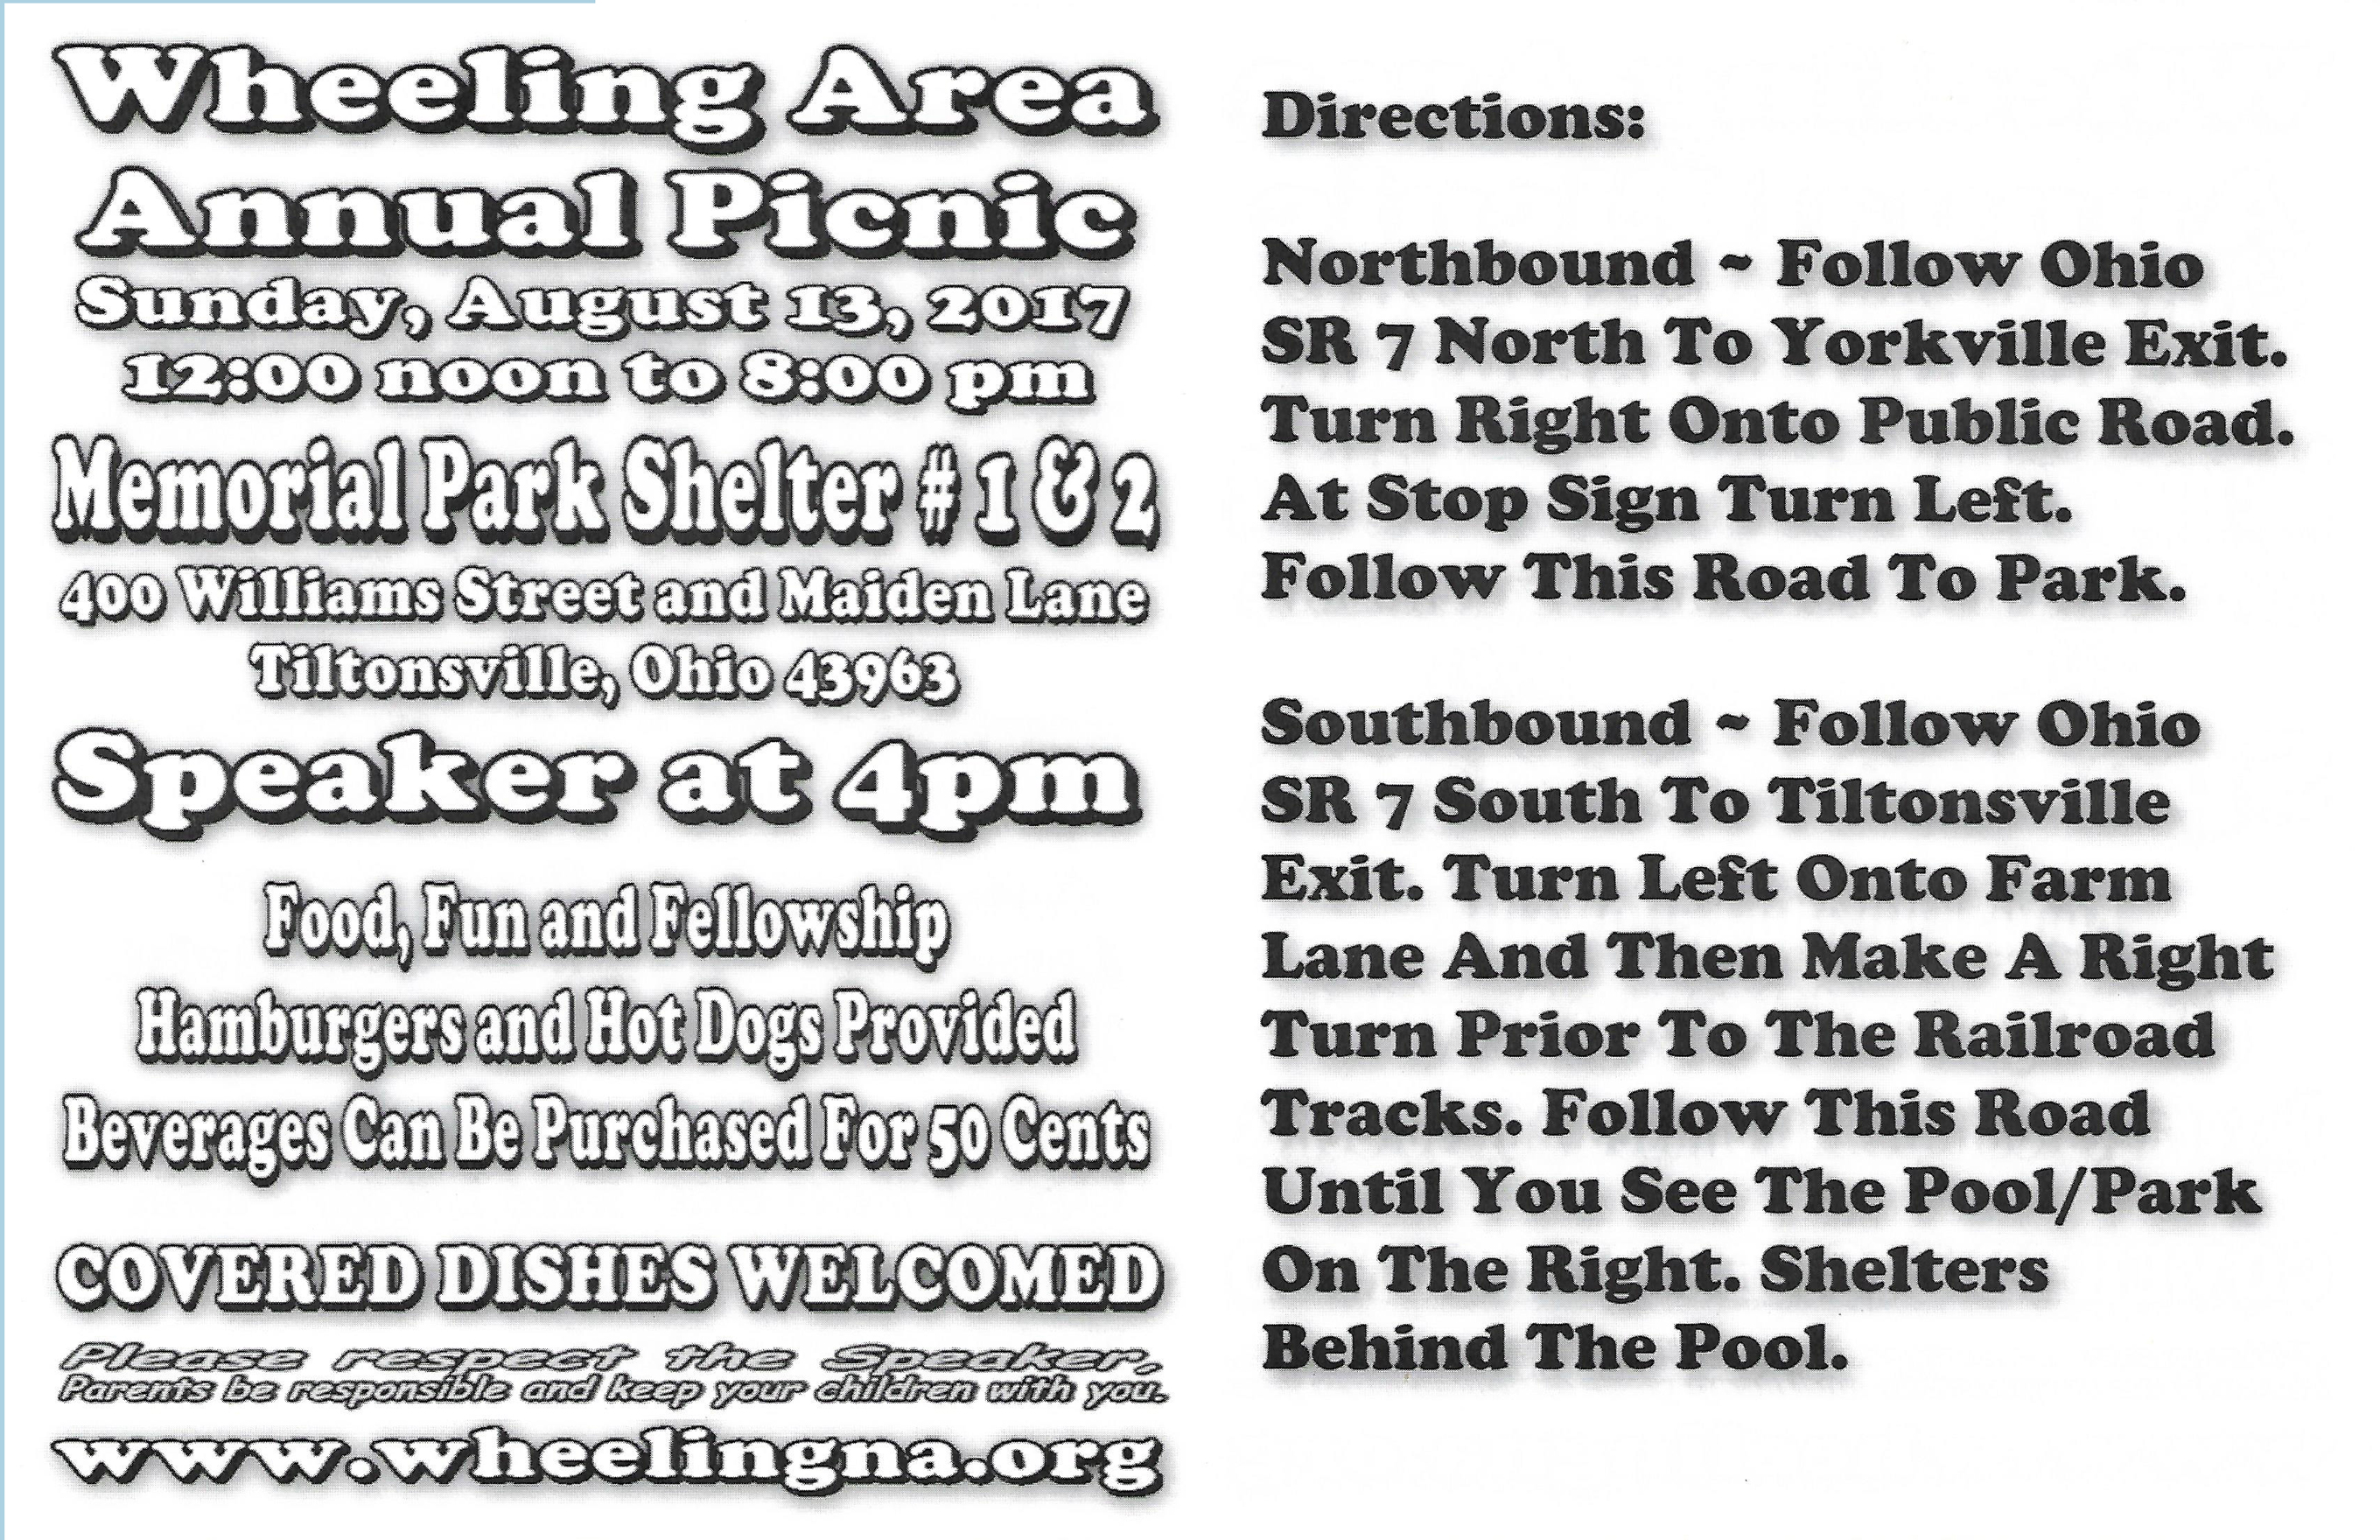 Wheeling Area
Annual Picnic
Sunday, August 13, 2017
12:00 noon to 8:00 pm
Memorial Park Shelter # 1 & 2
400 Williams Street and Maiden Lane
Tiltonsville, Ohio 43963
Speaker at 4pm
Food, Fun and Fellowship
Hamburgers and Hot Dogs Provided
Beverages Can Be Purchased For 50 Cents
COVERED DISHES WELCOMED
Please respect the Speaker,
Parents be responsible and keep your children with you.
www.wheelingna.org
Directions:
Northbound ~ Follow Ohio
SR 7 North To Yorkville Exit.
Turn Right Onto Public Road.
At Stop Sign Turn Left.
Follow This Road To Park.
Southbound ~ Follow Ohio
SR 7 South To Tiltonsville
Exit. Turn Left Onto Farm
Lane And Then Make A Right
Turn Prior To The Railroad
Tracks. Follow This Road
Until You See The Pool/Park
On The Right. Shelters
Behind The Pool.